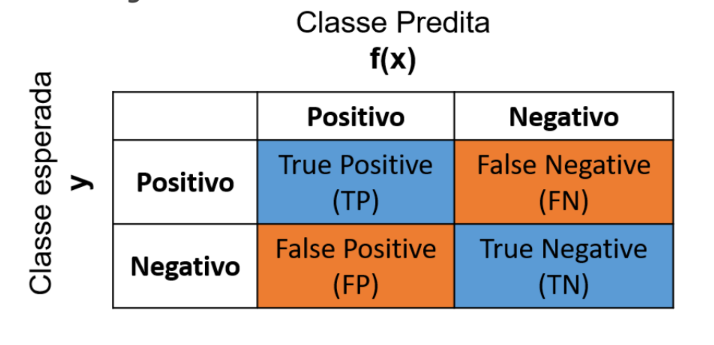 Classe Predita
f(x)
Classe esperada
y
Positivo Negativo
Positivo True Positive (TP) False Negative (FN)
Negativo False Positive (FP) True Negative (TN)